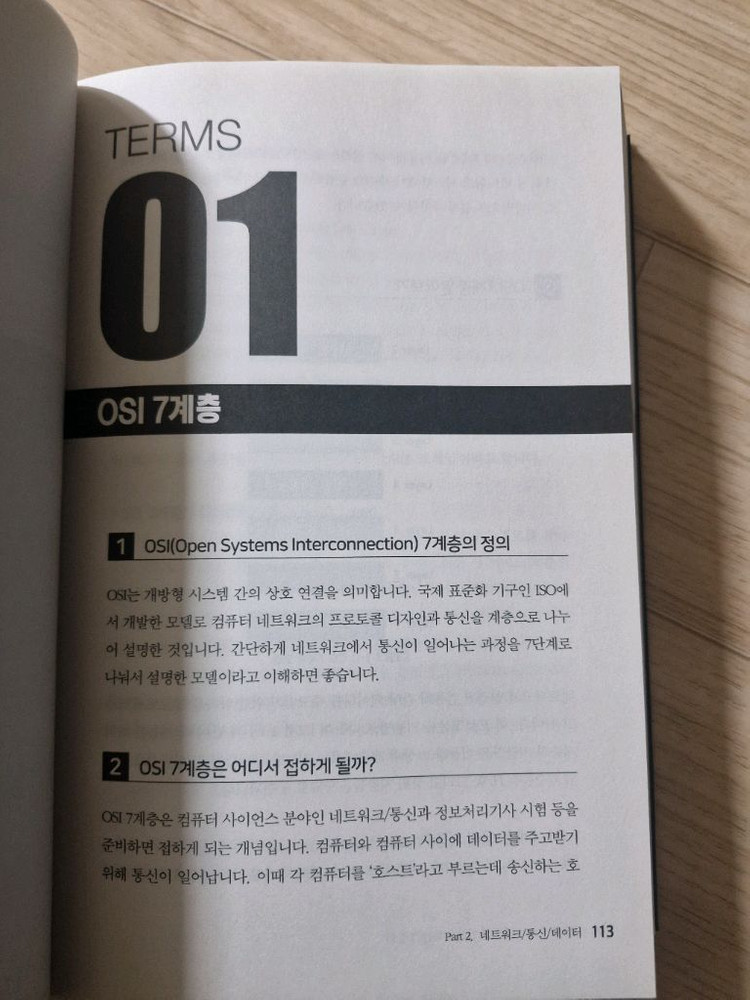 TERMS
01
OSI 7계층
1 OSI(Open Systems Interconnection) 7계층의 정의
OSI는 개방형 시스템 간의 상호 연결을 의미합니다. 국제 표준화 기구인 ISO에
서 개발한 모델로 컴퓨터 네트워크의 프로토콜 디자인과 통신을 계층으로 나누
어 설명한 것입니다. 간단하게 네트워크에서 통신이 일어나는 과정을 7단계로
나눠서 설명한 모델이라고 이해하면 좋습니다.
2 OSI 7계층은 어디서 접하게 될까?
OSI 7계층은 컴퓨터 사이언스 분야인 네트워크/통신과 정보처리기사 시험 등을
준비하면 접하게 되는 개념입니다. 컴퓨터와 컴퓨터 사이에 데이터를 주고받기
위해 통신이 일어납니다. 이때 각 컴퓨터를 '호스트'라고 부르는데 송신하는 호
Part 2. 네트워크/통신/데이터 113